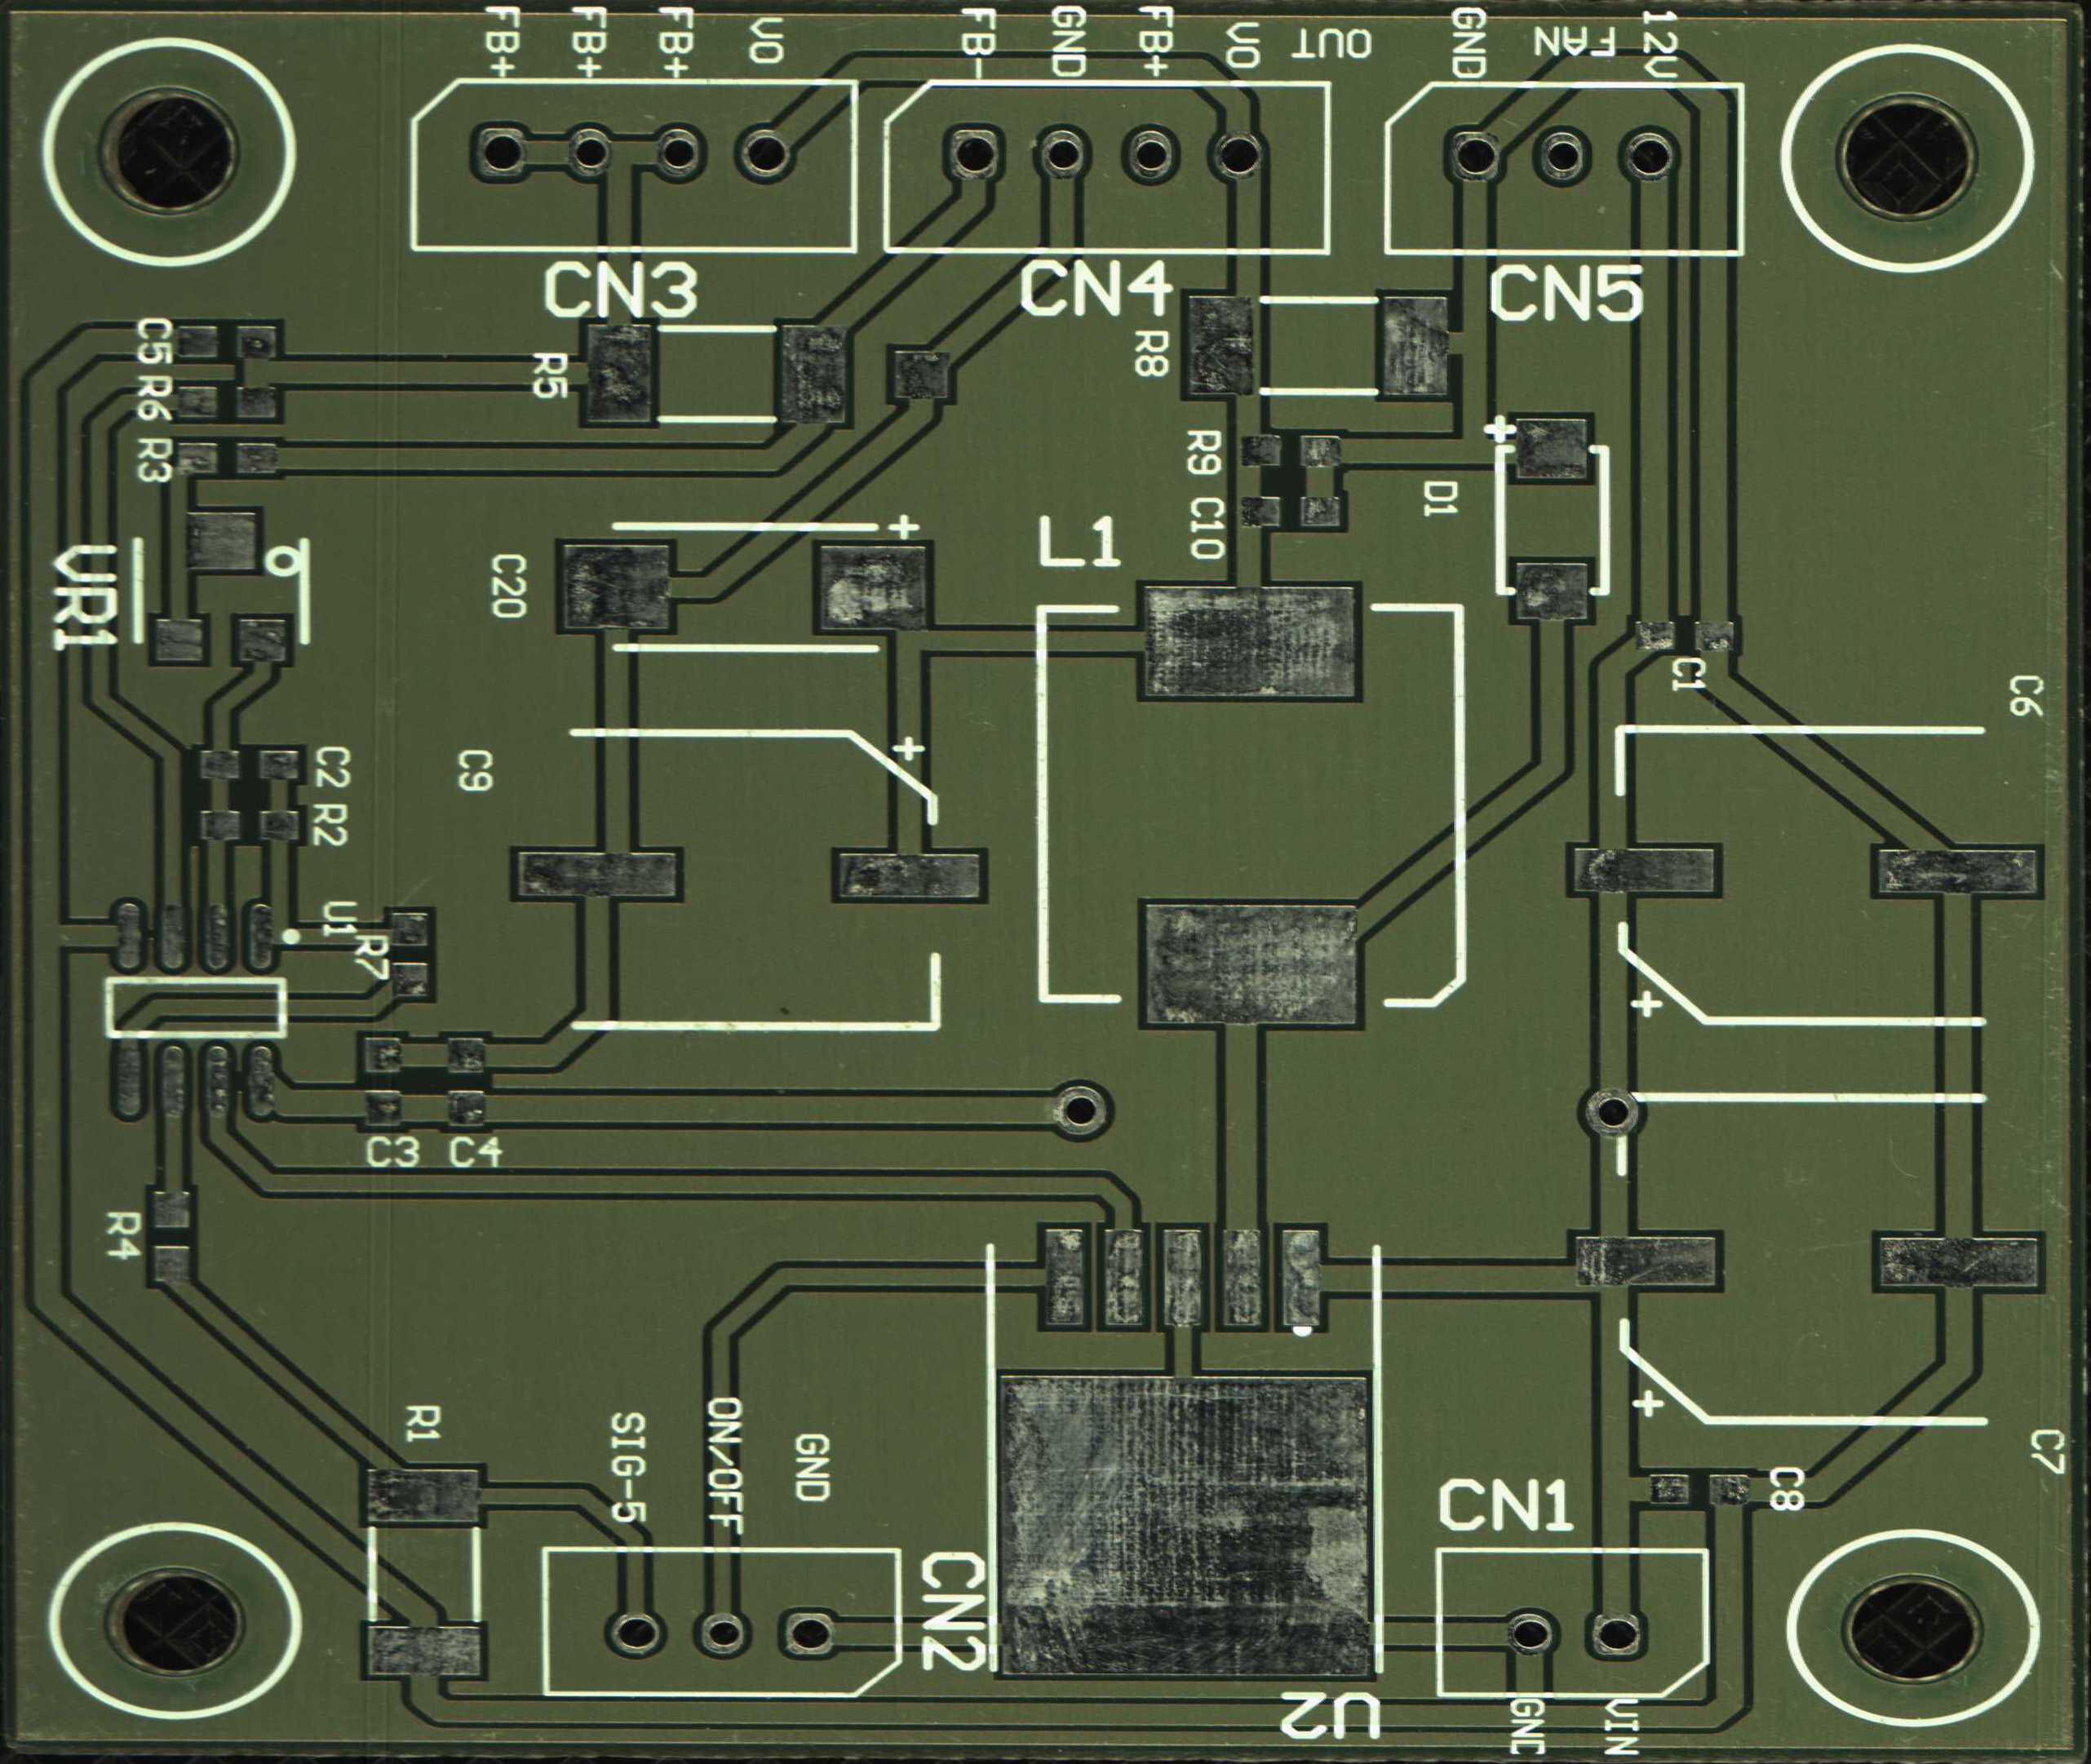 FB+
FB+
FB+
VO
FB-
GND
FB+
VO
OUT
GND
FAN
12V
CN3
CN4
CN5
C5
R6
R3
R5
R8
R9
C10
D1
L1
VR1
C20
C1
C6
C2
R2
C9
U1
R7
C3
C4
R4
R1
SIG-5
ON/OFF
GND
CN2
CN1
C8
C7
U2
GND
VIN